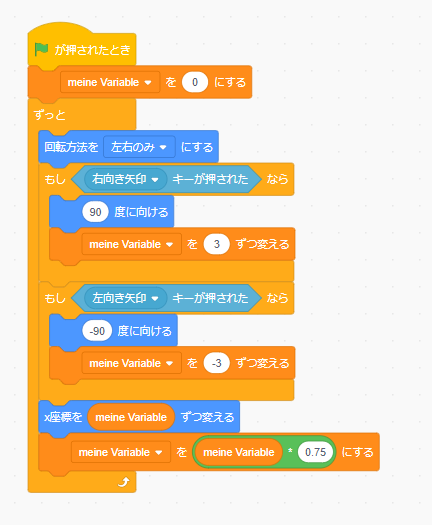 が押されたとき
meine Variable を 0 にする
ずっと
回転方法を 左右のみ にする
もし 右向き矢印 キーが押された なら
90 度に向ける
meine Variable を 3 ずつ変える
もし 左向き矢印 キーが押された なら
-90 度に向ける
meine Variable を -3 ずつ変える
x座標を meine Variable ずつ変える
meine Variable を meine Variable * 0.75 にする